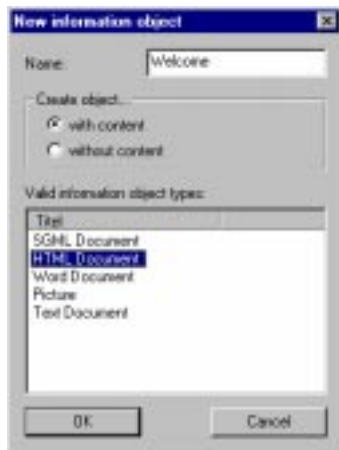 New information object
Name: Welcome
Create object...
with content
without content
Valid information object types:
Titel
SGML Document
HTML Document
Word Document
Picture
Text Document
OK Cancel